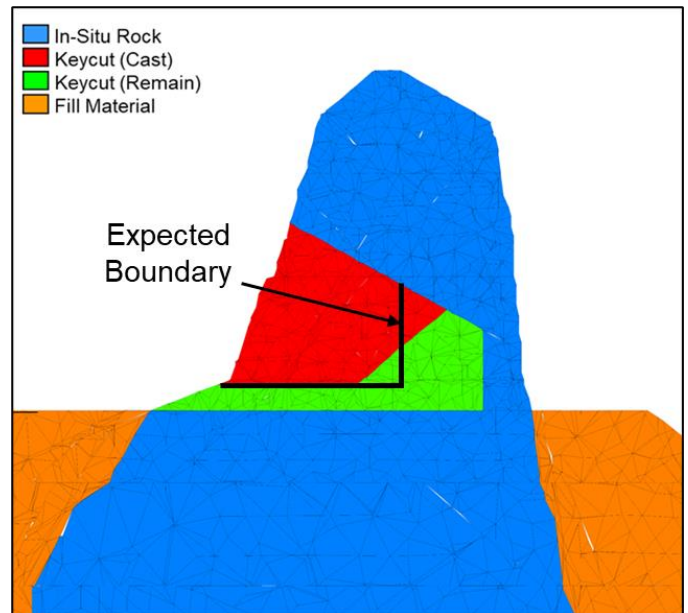 In-Situ Rock
Keycut (Cast)
Keycut (Remain)
Fill Material
Expected
Boundary